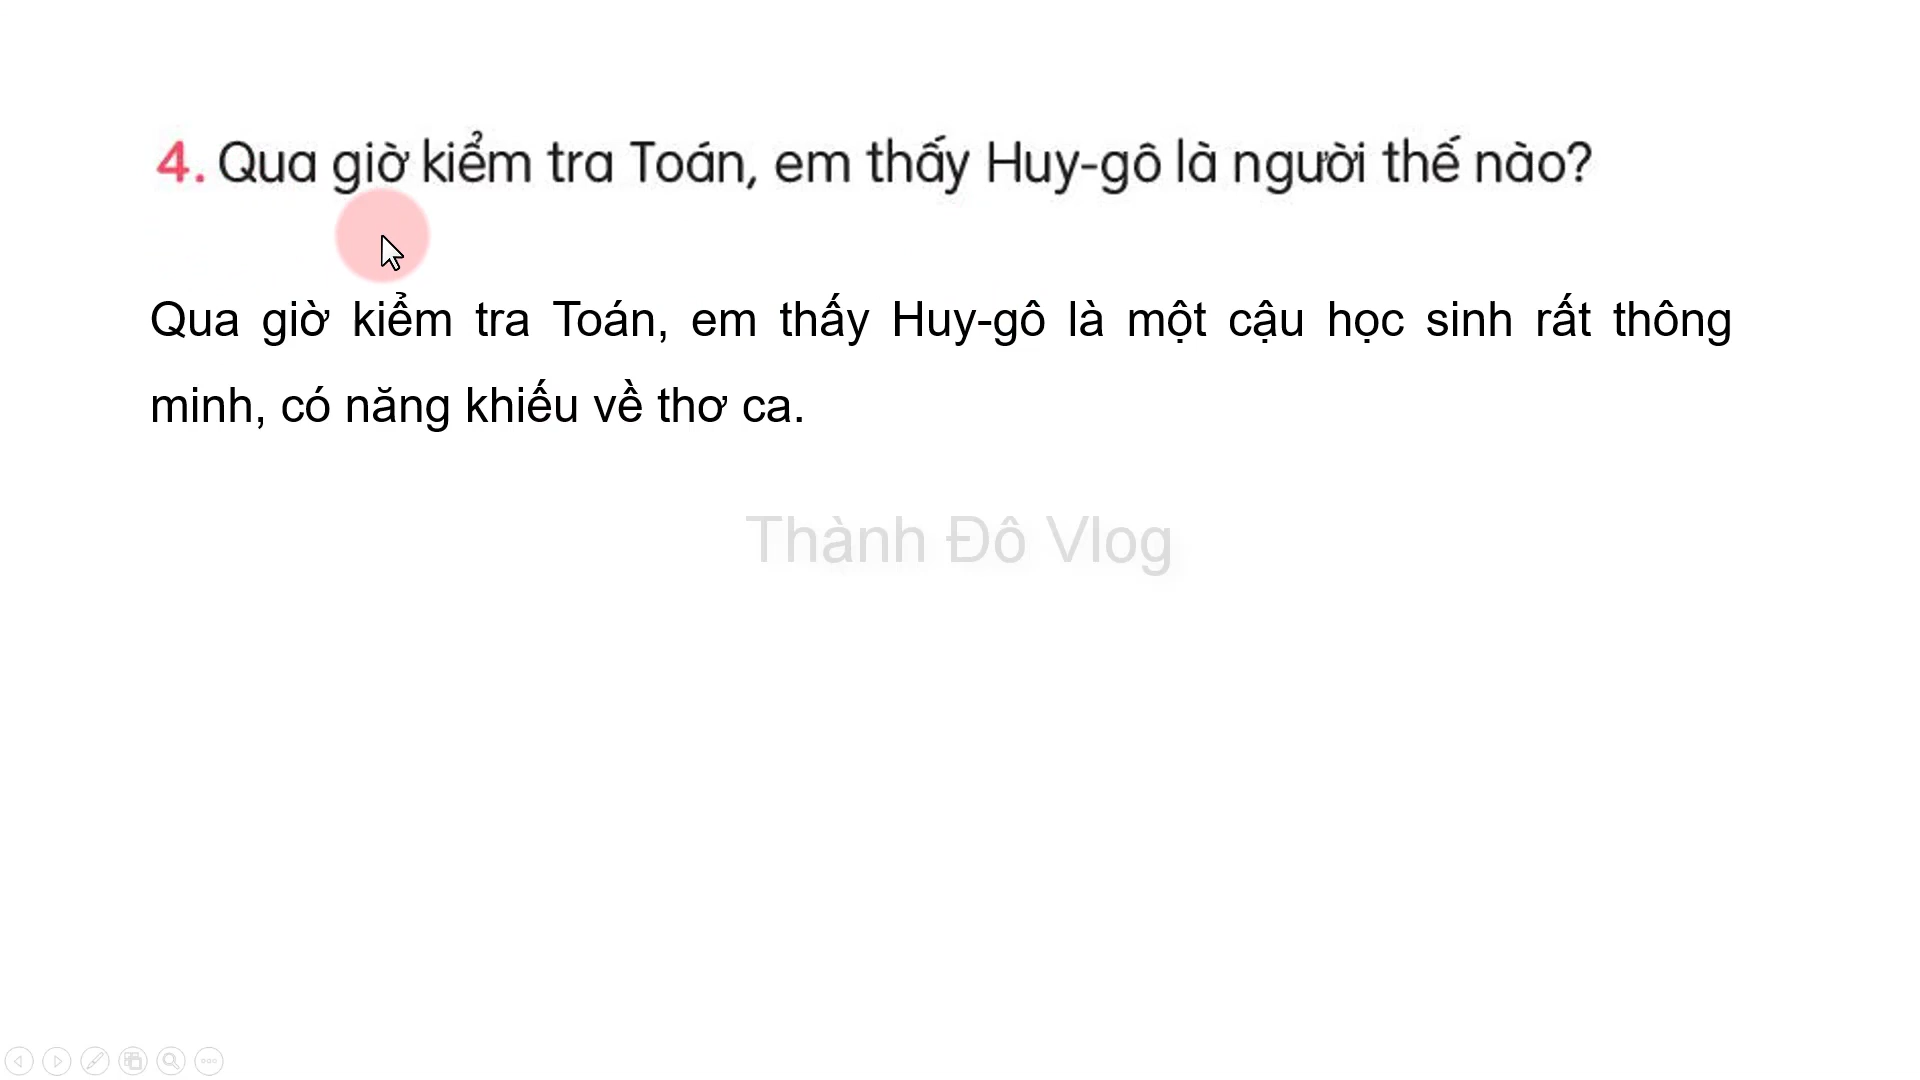 4. Qua giờ kiểm tra Toán, em thấy Huy-gô là người thế nào?
Qua giờ kiểm tra Toán, em thấy Huy-gô là một cậu học sinh rất thông
minh, có năng khiếu về thơ ca.
Thành Đô Vlog